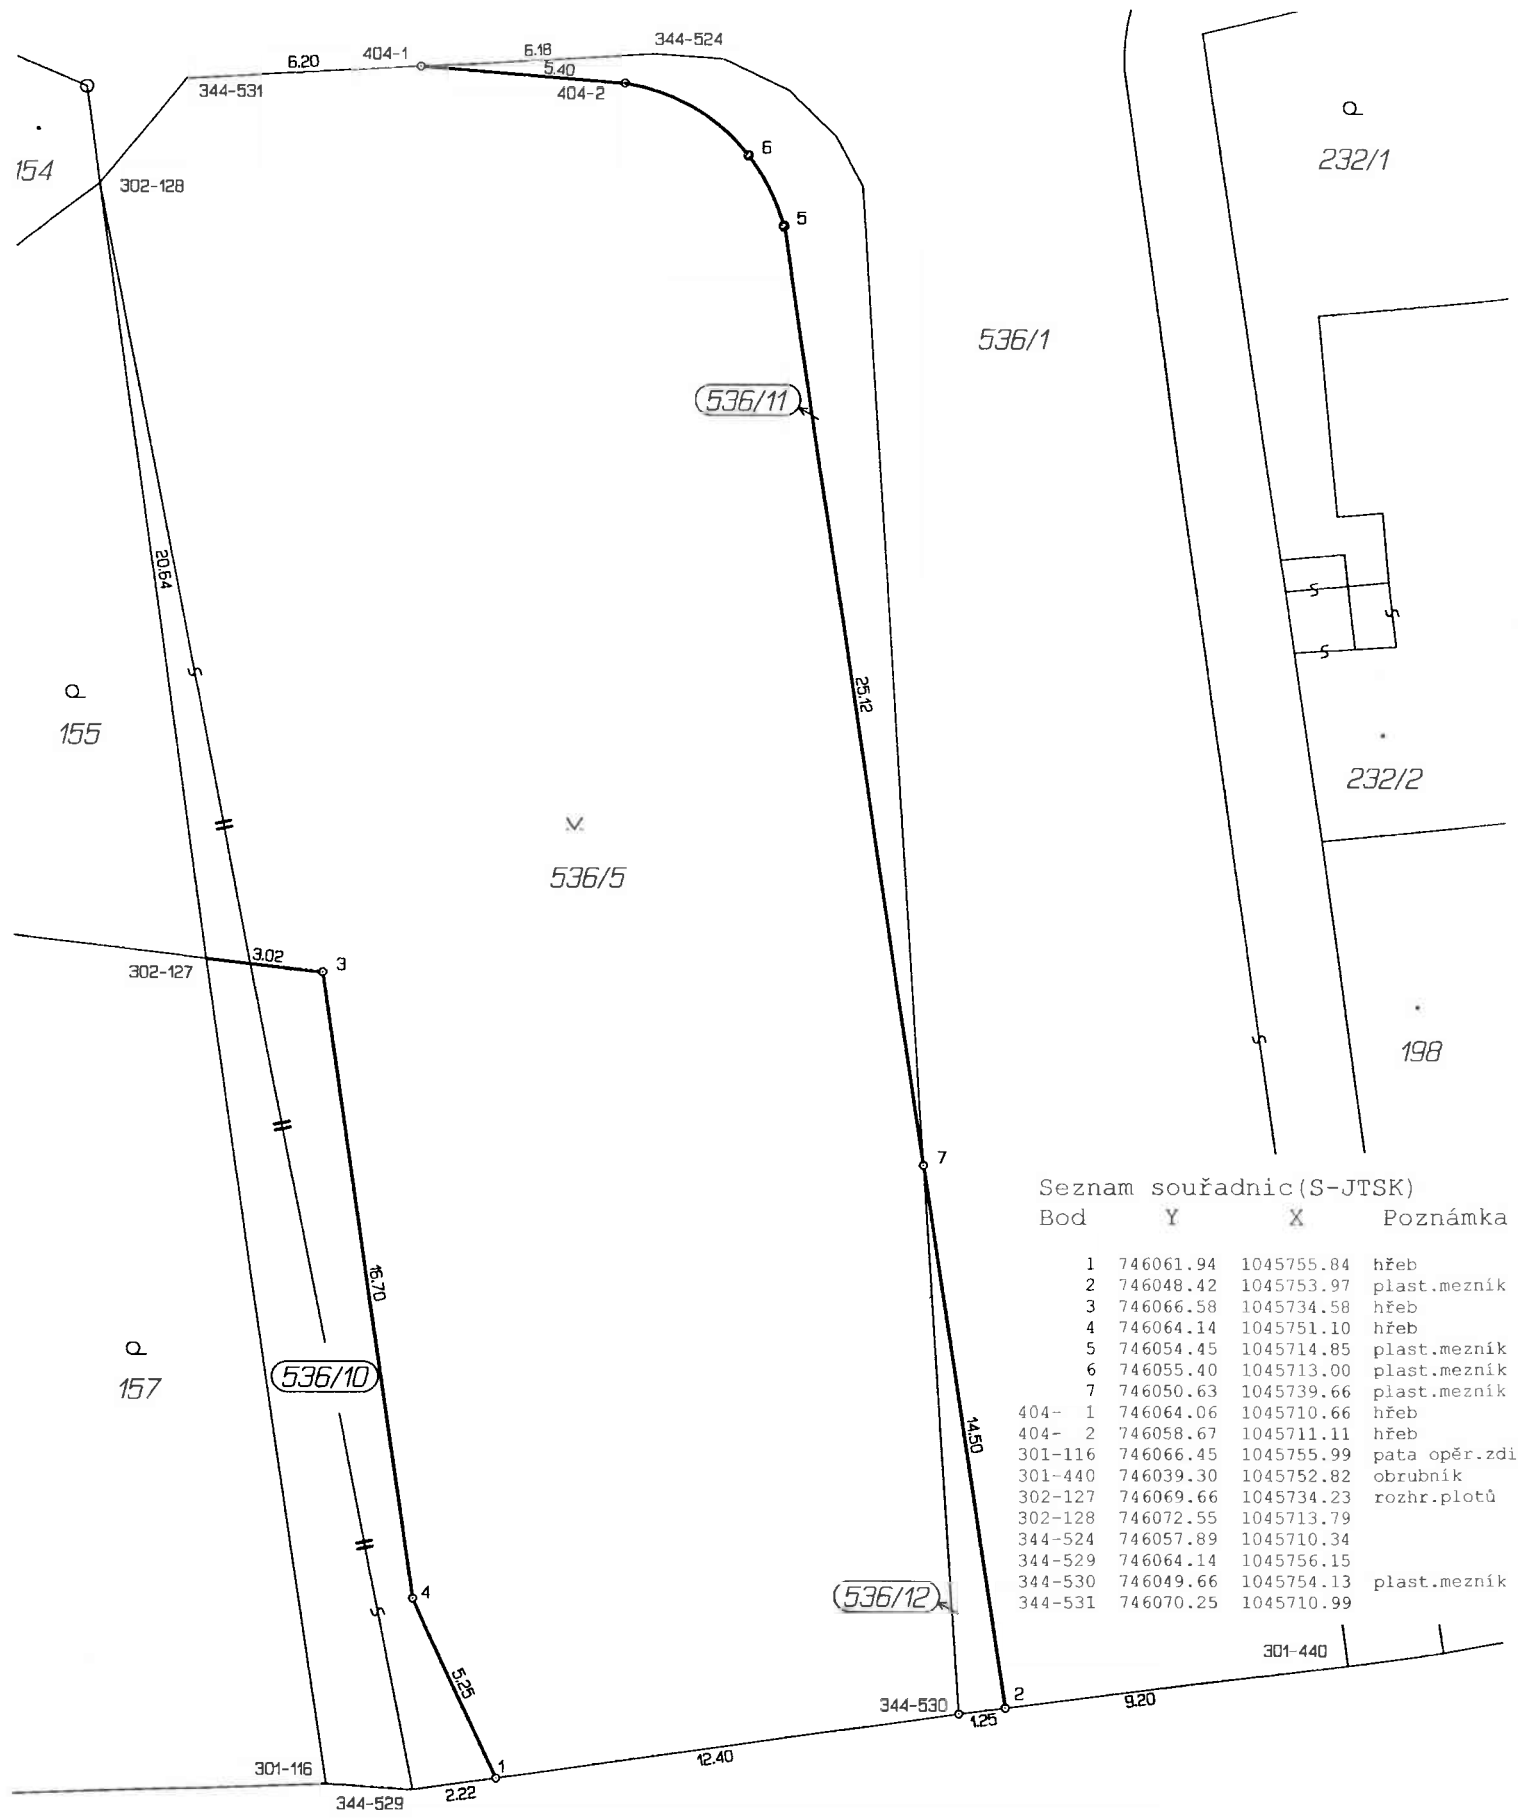 344-524
404-1
6.18
6.20
5.40
344-531
404-2
6
232/1
154
302-128
5
536/1
536/11
20.64
25.12
155
232/2
536/5
3.02
3
302-127
198
7
Seznam souřadnic(S-JTSK)
Bod Y X Poznámka
1 746061.94 1045755.84 hřeb
2 746048.42 1045753.97 plast.mezník
3 746066.58 1045734.58 hřeb
4 746064.14 1045751.10 hřeb
5 746054.45 1045714.85 plast.mezník
6 746055.40 1045713.00 plast.mezník
7 746050.63 1045739.66 plast.mezník
404- 1 746064.06 1045710.66 hřeb
404- 2 746058.67 1045711.11 hřeb
301-116 746066.45 1045755.99 pata opěr.zdi
301-440 746039.30 1045752.82 obrubník
302-127 746069.66 1045734.23 rozhr.plotů
302-128 746072.55 1045713.79
344-524 746057.89 1045710.34
344-529 746064.14 1045756.15
344-530 746049.66 1045754.13 plast.mezník
344-531 746070.25 1045710.99
16.70
536/10
157
14.50
4
536/12
301-440
5.25
344-530
2
9.20
1.25
12.40
301-116
1
2.22
344-529